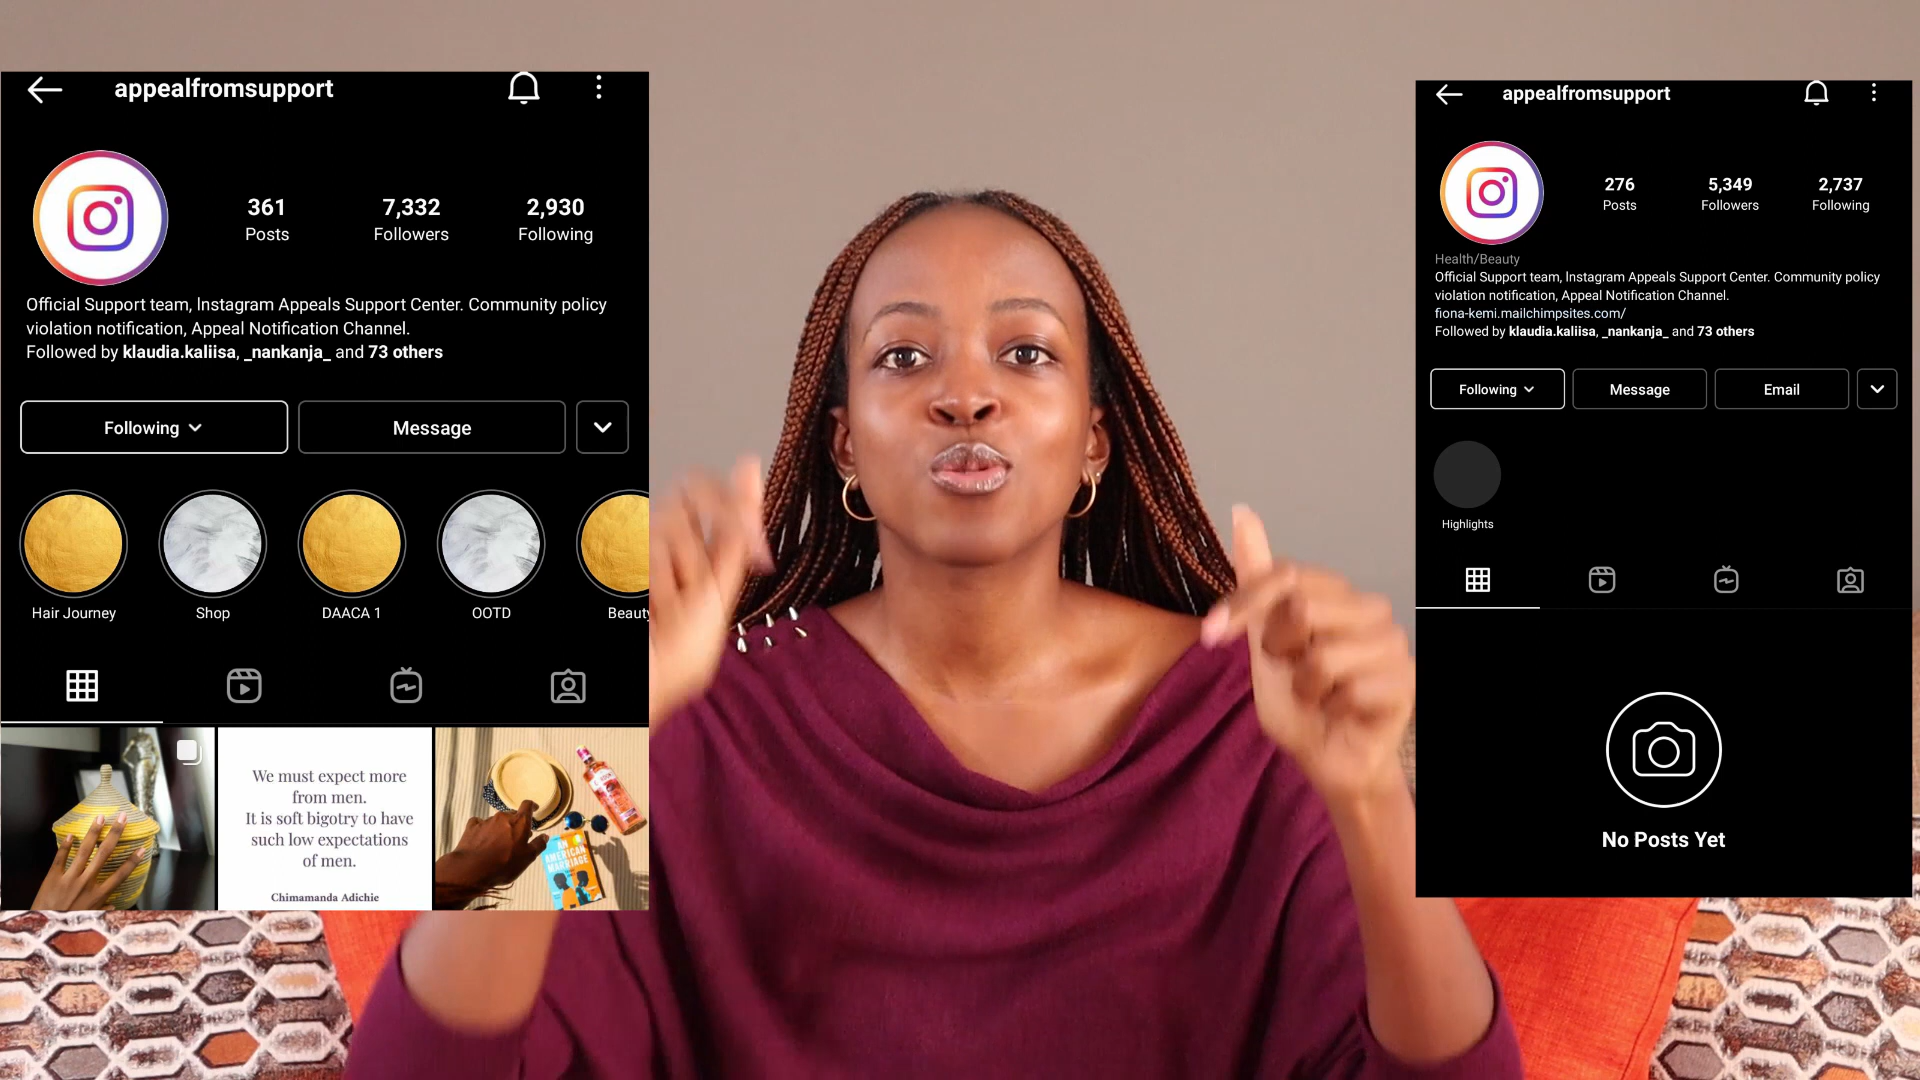 appealfromsupport
361
7,332
2,930
Posts
Followers
Following
Official Support team, Instagram Appeals Support Center. Community policy
violation notification, Appeal Notification Channel.
Followed by klaudia.kaliisa, _nankanja_ and 73 others
Following
Message
Hair Journey
Shop
DAACA 1
OOTD
Beauty
We must expect more
from men.
It is soft bigotry to have
such low expectations
of men.
Chimamanda Adichie
AN
AMERICAN
MARRIAGE
appealfromsupport
276
5,349
2,737
Posts
Followers
Following
Health/Beauty
Official Support team, Instagram Appeals Support Center. Community policy
violation notification, Appeal Notification Channel.
fiona-kemi.mailchimpsites.com/
Followed by klaudia.kaliisa, _nankanja_ and 73 others
Following
Message
Email
Highlights
No Posts Yet